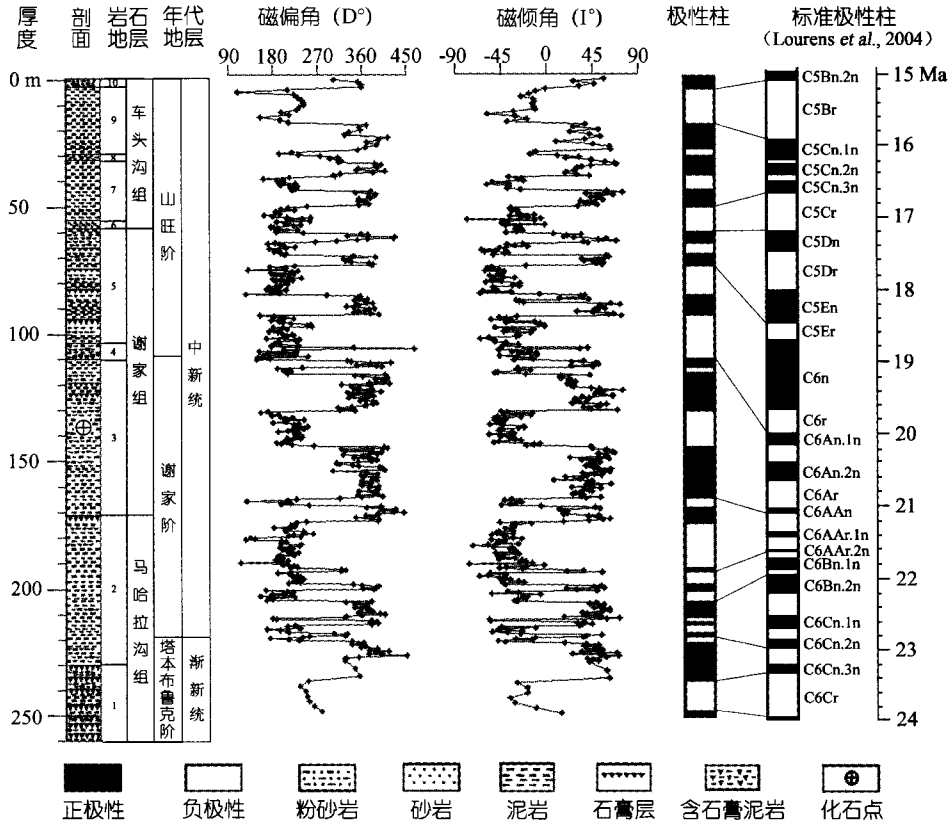 厚度
剖面
岩石地层
年代地层
磁偏角 (D°)
磁倾角 (I°)
极性柱
标准极性柱
(Lourens et al., 2004)
90 180 270 360 450
-90 -45 0 45 90
0 m
50
100
150
200
250
10
9
8
7
6
5
4
3
2
1
车头沟组
谢家组
马哈拉沟组
山旺阶
谢家阶
塔本布鲁克阶
中新统
渐新统
C5Bn.2n
C5Br
C5Cn.1n
C5Cn.2n
C5Cn.3n
C5Cr
C5Dn
C5Dr
C5En
C5Er
C6n
C6r
C6An.1n
C6An.2n
C6Ar
C6AAn
C6AAr.1n
C6AAr.2n
C6Bn.1n
C6Bn.2n
C6Cn.1n
C6Cn.2n
C6Cn.3n
C6Cr
15 Ma
16
17
18
19
20
21
22
23
24
正极性
负极性
粉砂岩
砂岩
泥岩
石膏层
含石膏泥岩
化石点